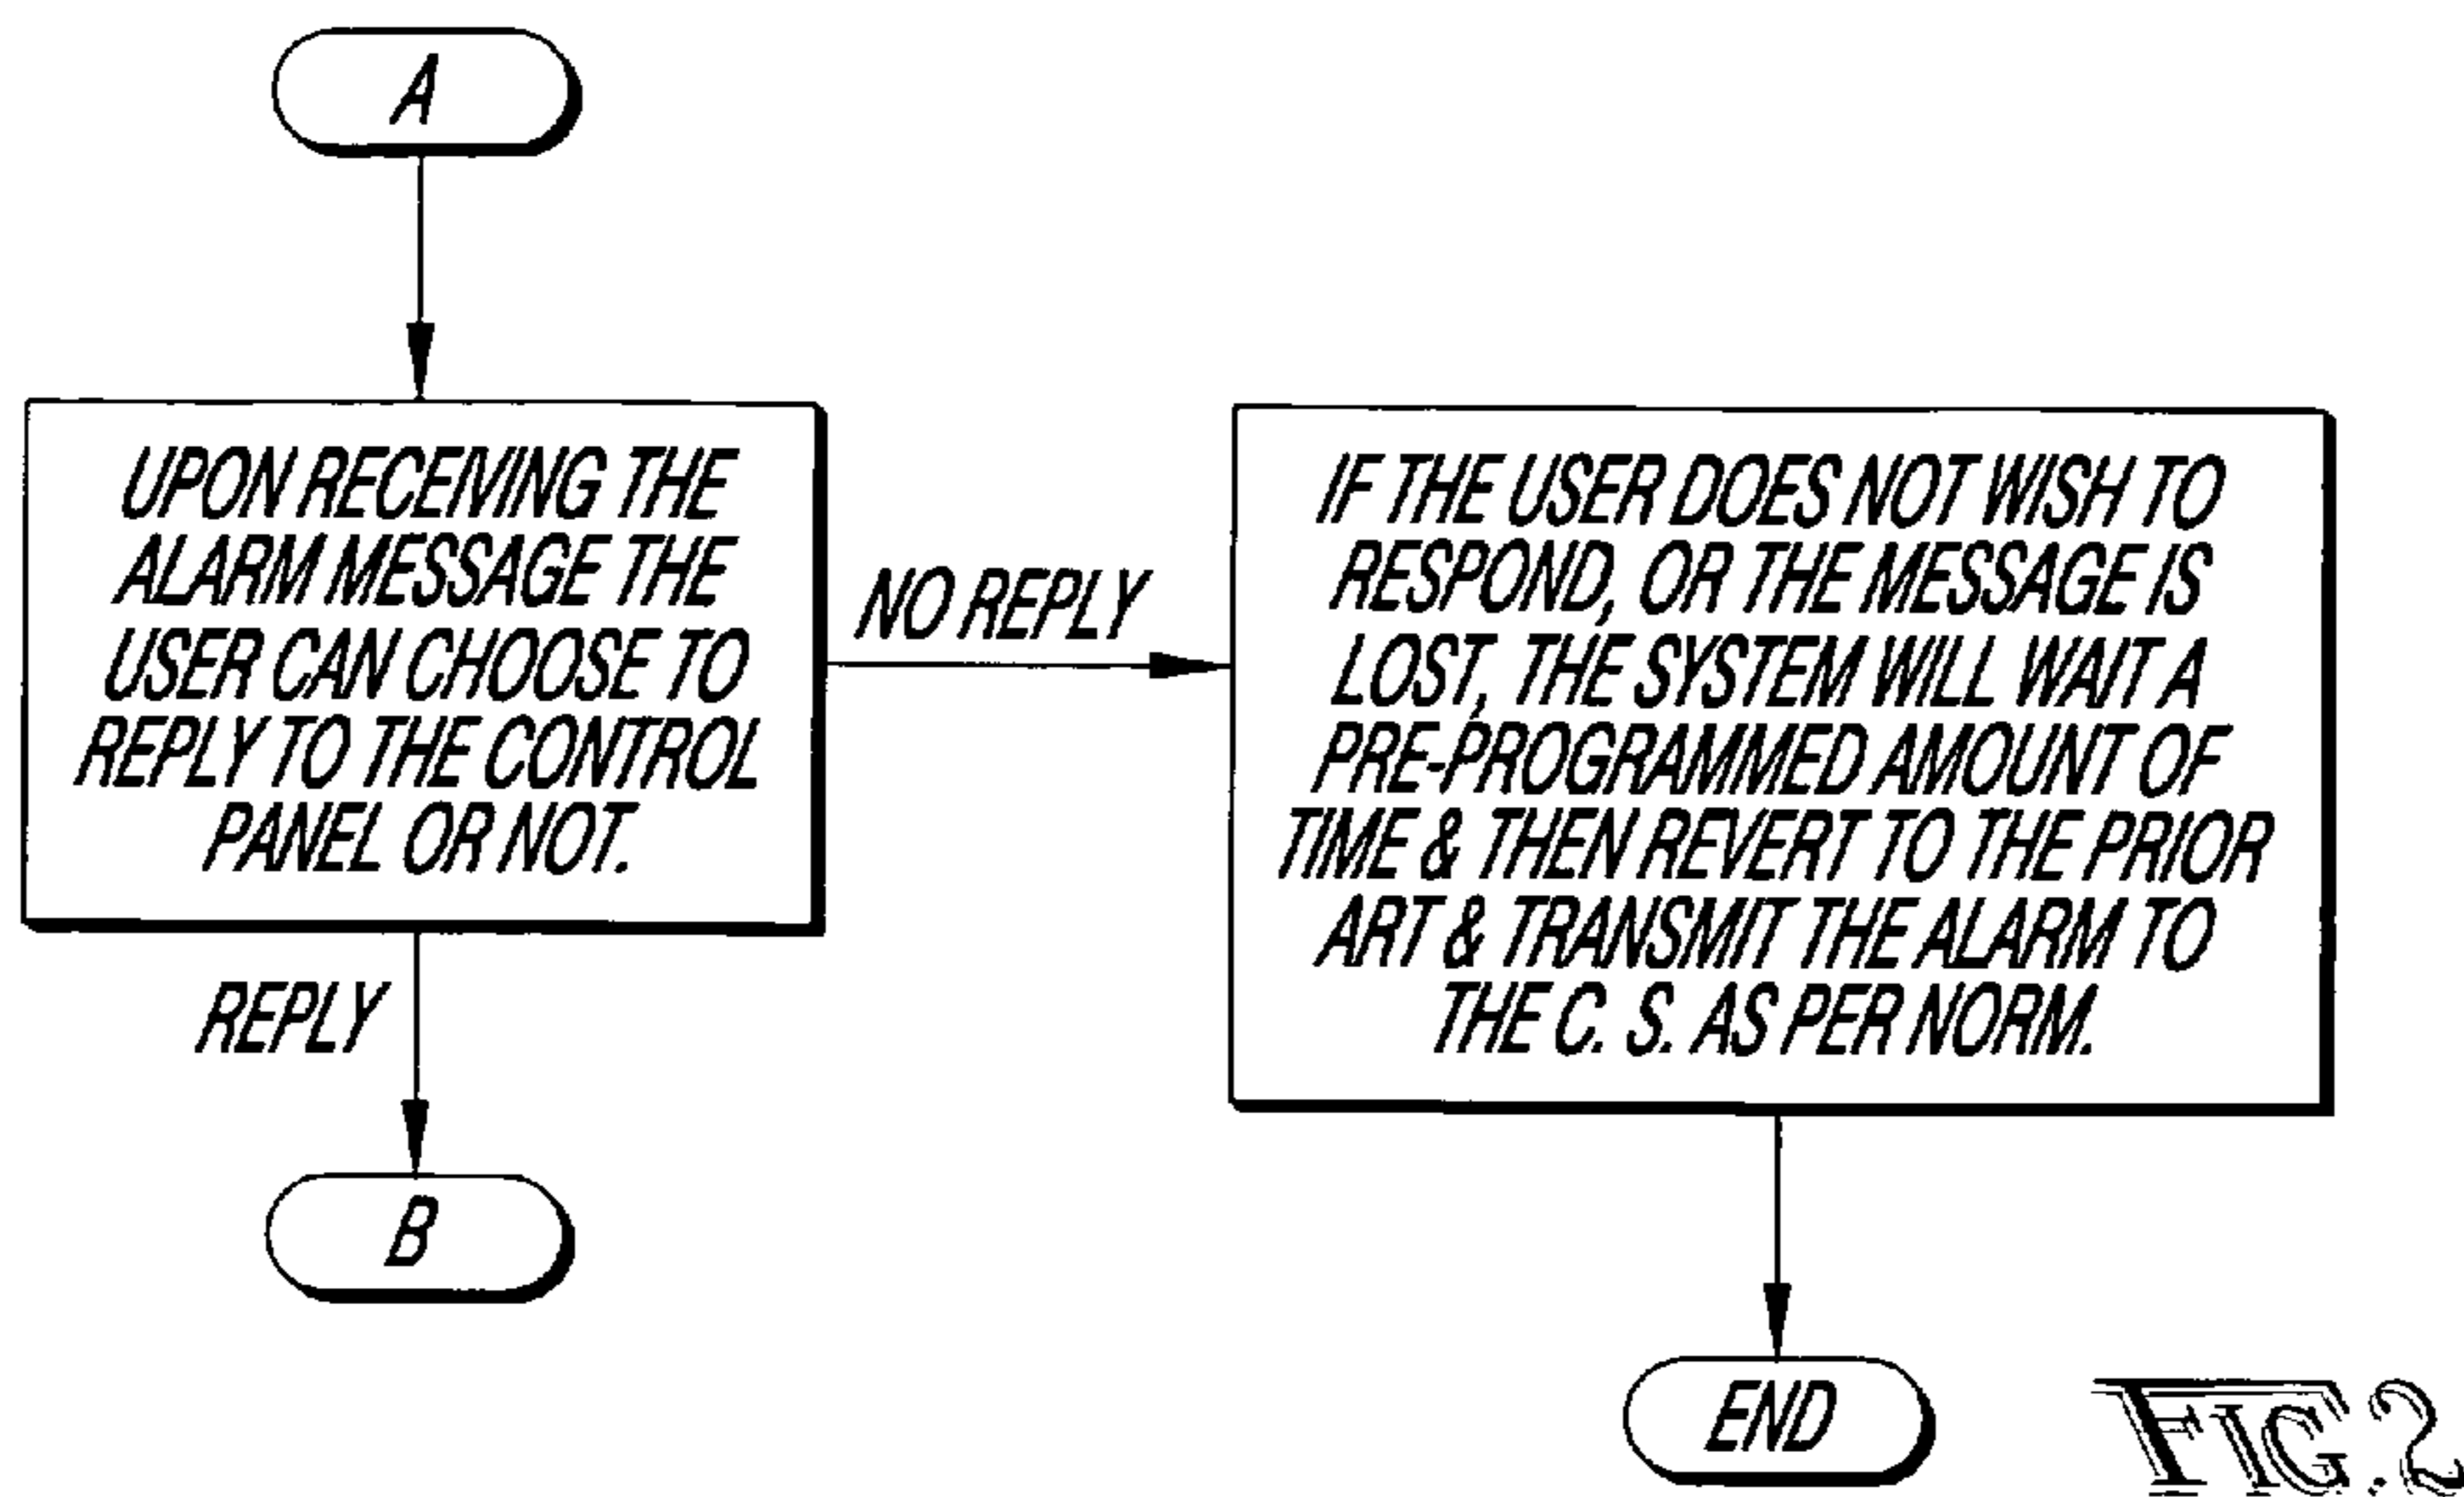 A
UPON RECEIVING THE
ALARM MESSAGE THE
USER CAN CHOOSE TO
REPLY TO THE CONTROL
PANEL OR NOT.
NO REPLY
IF THE USER DOES NOT WISH TO
RESPOND, OR THE MESSAGE IS
LOST, THE SYSTEM WILL WAIT A
PRE-PROGRAMMED AMOUNT OF
TIME & THEN REVERT TO THE PRIOR
ART & TRANSMIT THE ALARM TO
THE C. S. AS PER NORM.
REPLY
B
END
FIG. 2